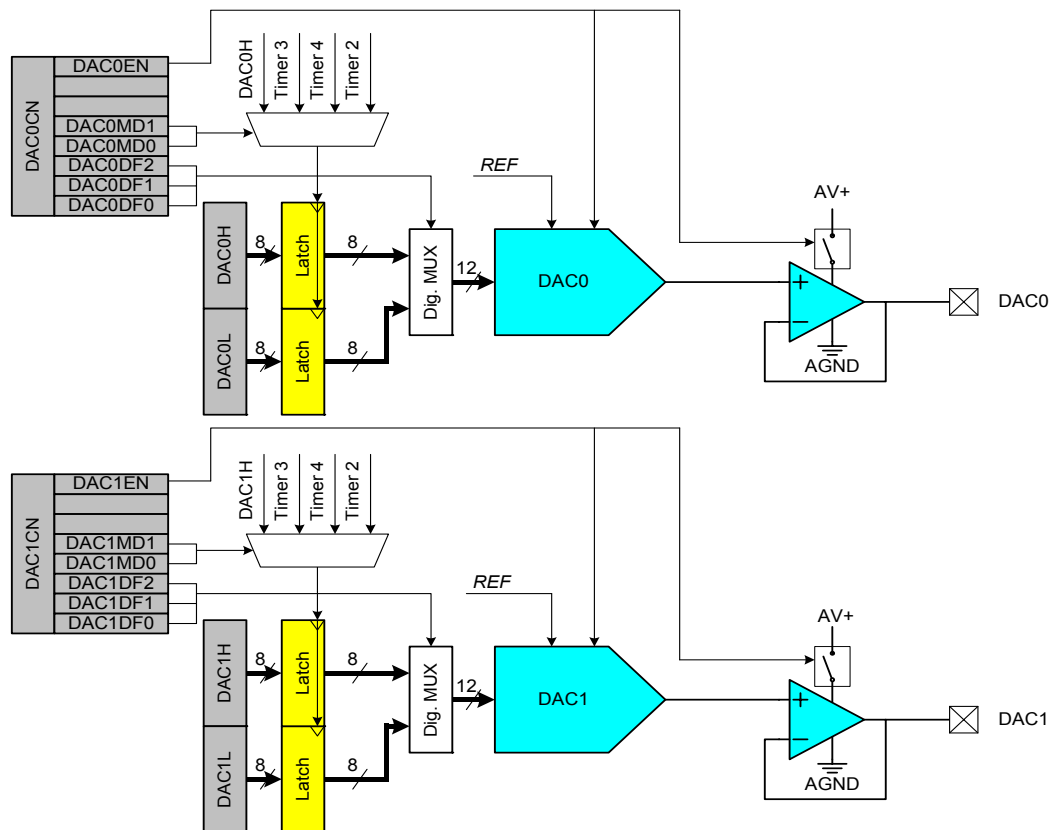 DAC0CN
DAC0EN
DAC0MD1
DAC0MD0
DAC0DF2
DAC0DF1
DAC0DF0
DAC0H
Timer 3
Timer 4
Timer 2
REF
AV+
DAC0H
8
Latch
8
Dig. MUX
12
DAC0
+
−
DAC0
DAC0L
8
Latch
8
AGND
DAC1CN
DAC1EN
DAC1MD1
DAC1MD0
DAC1DF2
DAC1DF1
DAC1DF0
DAC1H
Timer 3
Timer 4
Timer 2
REF
AV+
DAC1H
8
Latch
8
Dig. MUX
12
DAC1
+
−
DAC1
DAC1L
8
Latch
8
AGND